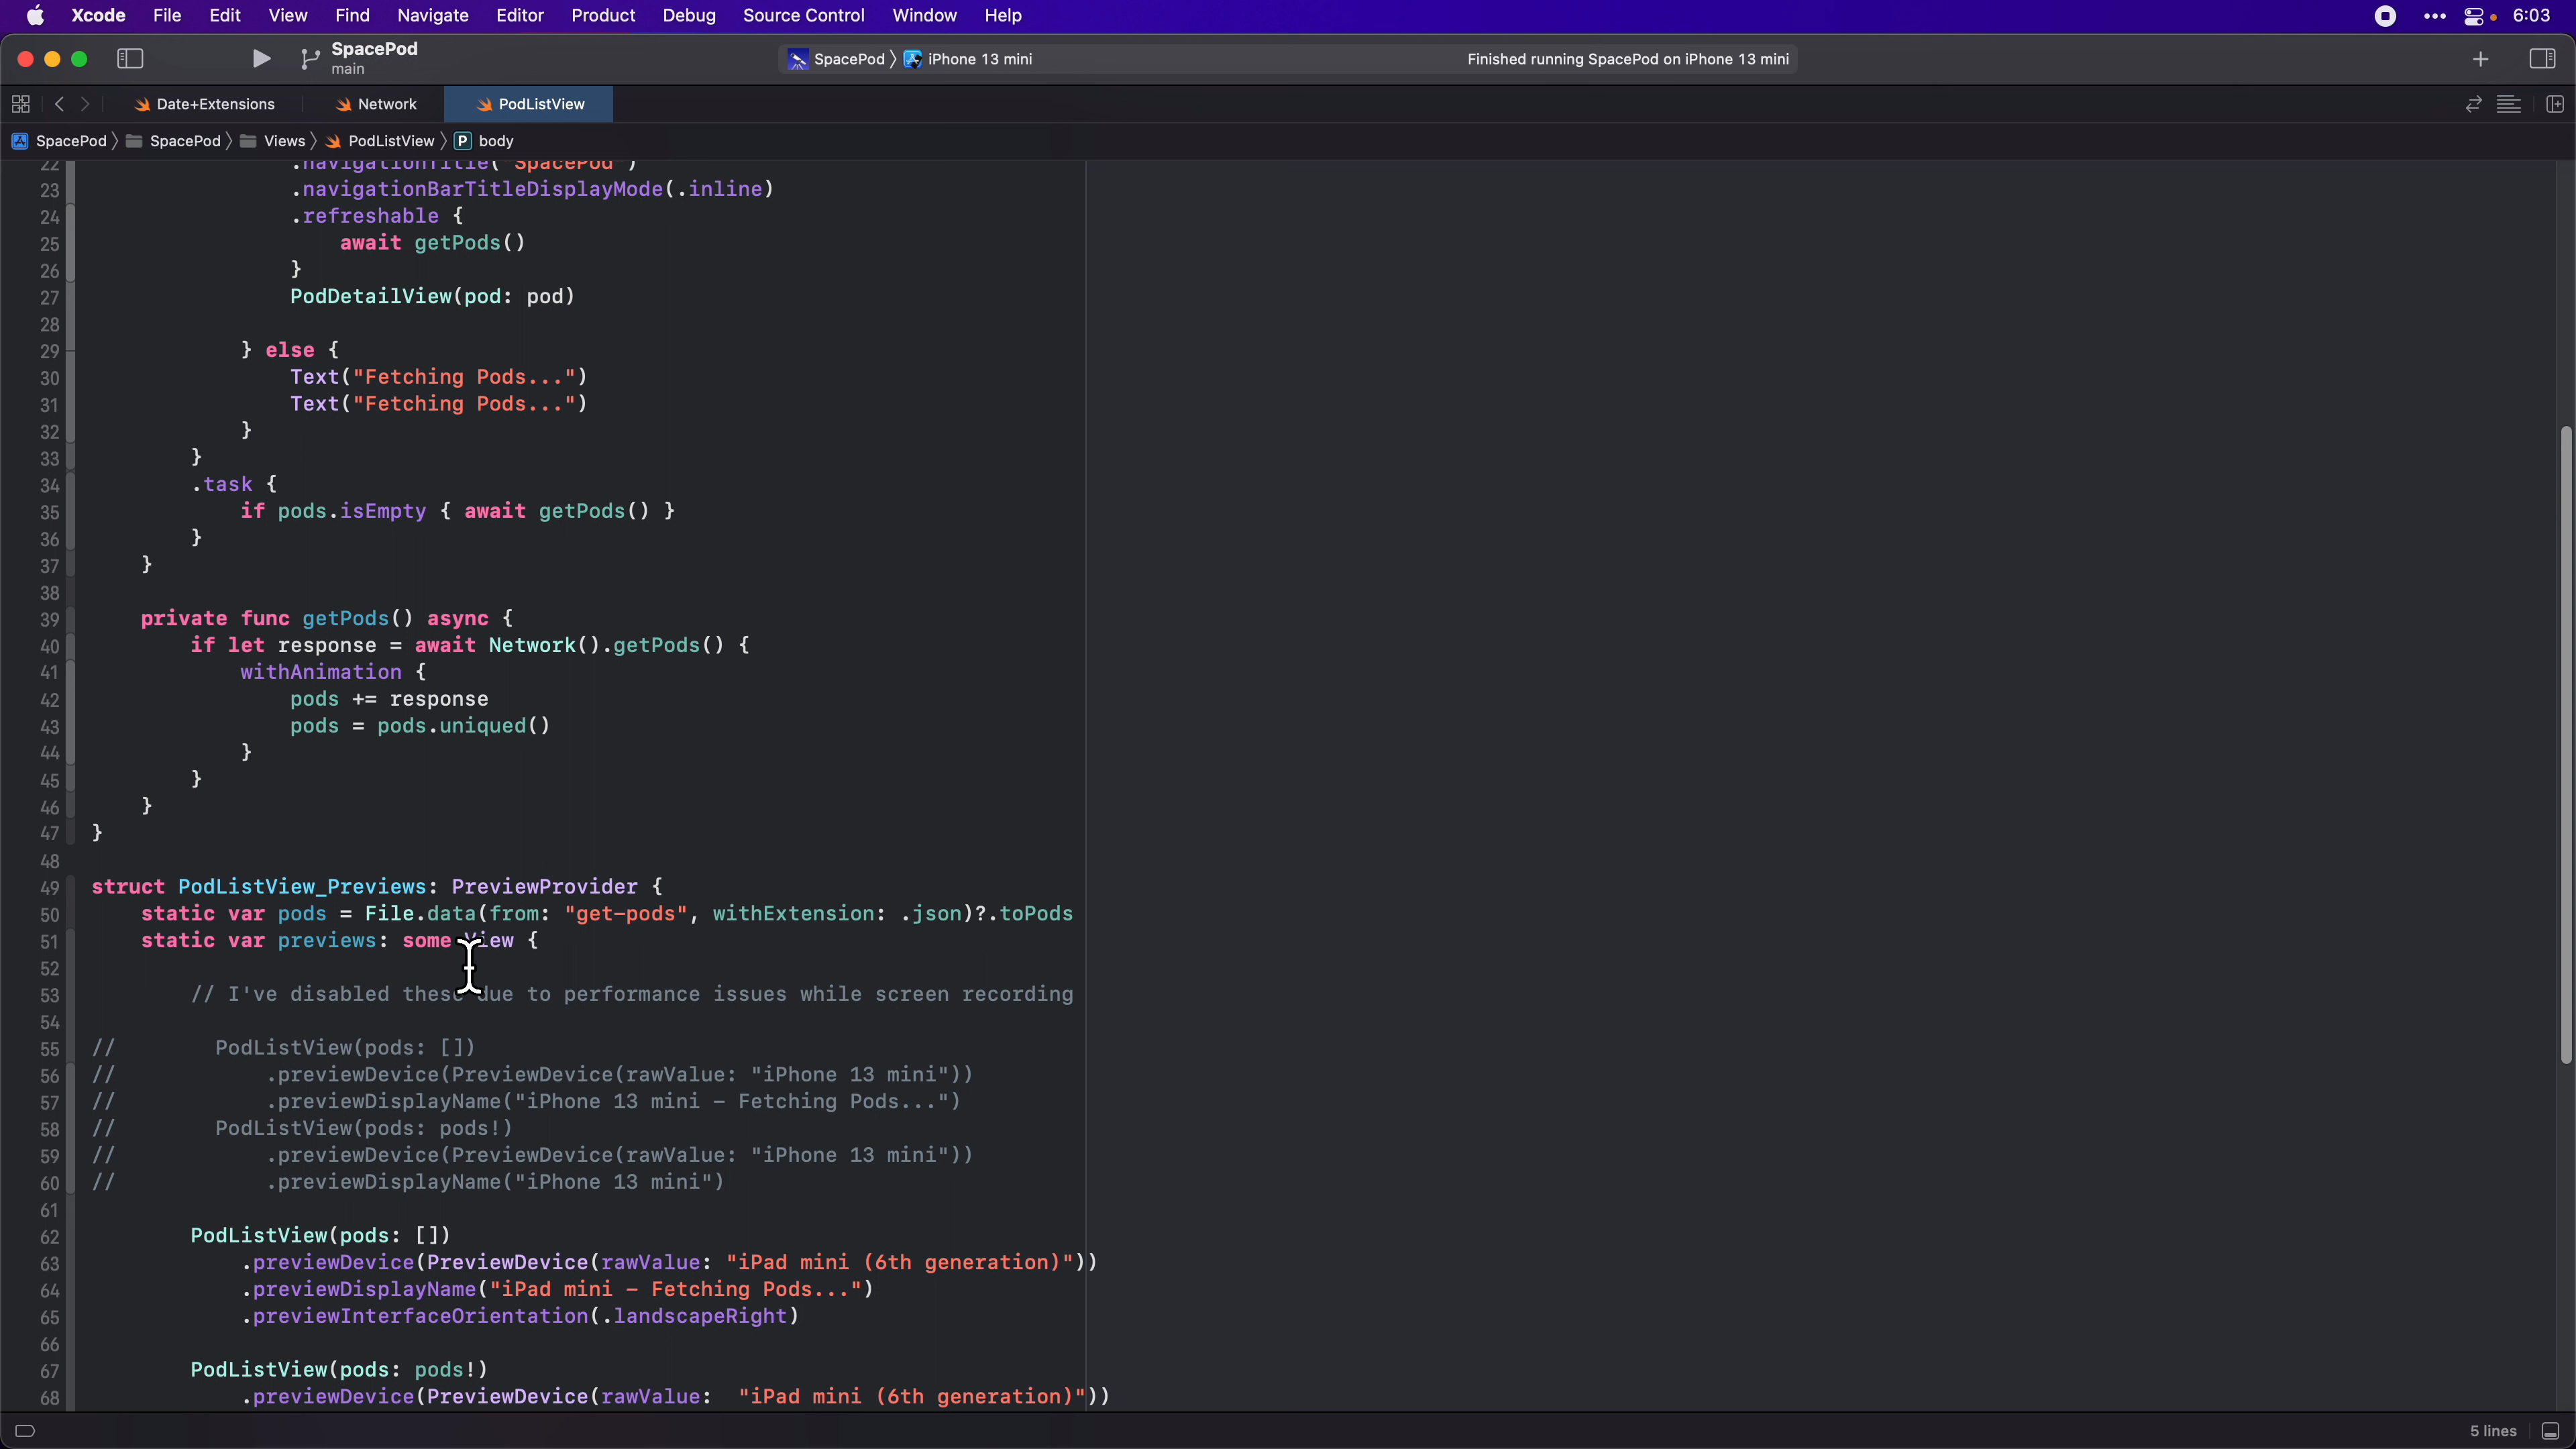 Xcode File Edit View Find Navigate Editor Product Debug Source Control Window Help 6:03
SpacePod
main
SpacePod iPhone 13 mini Finished running SpacePod on iPhone 13 mini
Date+Extensions Network PodListView
SpacePod SpacePod Views PodListView P body
22 .navigationTitle("SpacePod")
23 .navigationBarTitleDisplayMode(.inline)
24 .refreshable {
25 await getPods()
26 }
27 PodDetailView(pod: pod)
28
29 } else {
30 Text("Fetching Pods...")
31 Text("Fetching Pods...")
32 }
33 }
34 .task {
35 if pods.isEmpty { await getPods() }
36 }
37 }
38
39 private func getPods() async {
40 if let response = await Network().getPods() {
41 withAnimation {
42 pods += response
43 pods = pods.uniqued()
44 }
45 }
46 }
47 }
48
49 struct PodListView_Previews: PreviewProvider {
50 static var pods = File.data(from: "get-pods", withExtension: .json)?.toPods
51 static var previews: some View {
52
53 // I've disabled these due to performance issues while screen recording
54
55 // PodListView(pods: [])
56 // .previewDevice(PreviewDevice(rawValue: "iPhone 13 mini"))
57 // .previewDisplayName("iPhone 13 mini – Fetching Pods...")
58 // PodListView(pods: pods!)
59 // .previewDevice(PreviewDevice(rawValue: "iPhone 13 mini"))
60 // .previewDisplayName("iPhone 13 mini")
61
62 PodListView(pods: [])
63 .previewDevice(PreviewDevice(rawValue: "iPad mini (6th generation)"))
64 .previewDisplayName("iPad mini – Fetching Pods...")
65 .previewInterfaceOrientation(.landscapeRight)
66
67 PodListView(pods: pods!)
68 .previewDevice(PreviewDevice(rawValue:  "iPad mini (6th generation)"))
5 lines